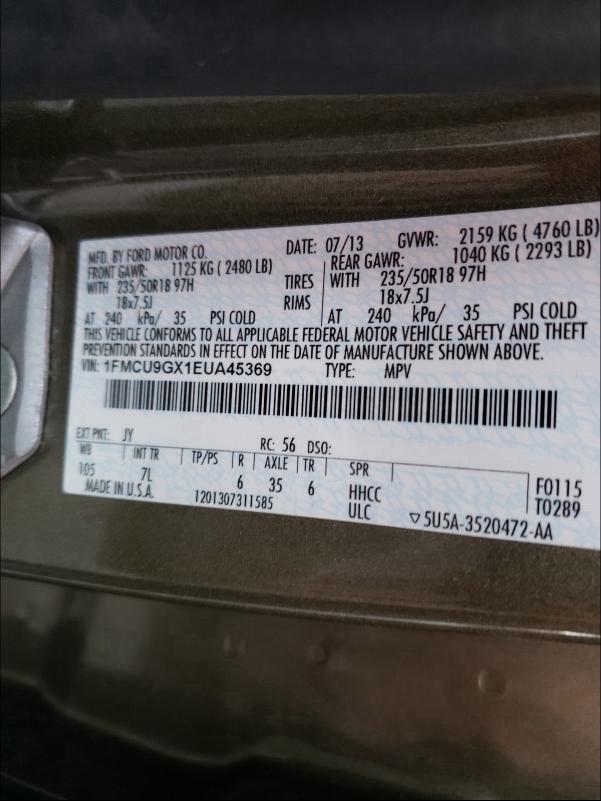 MFD. BY FORD MOTOR CO. DATE: 07/13 GVWR: 2159 KG ( 4760 LB)
FRONT GAWR: 1125 KG ( 2480 LB) REAR GAWR: 1040 KG ( 2293 LB)
WITH 235/50R18 97H TIRES WITH 235/50R18 97H
18x7.5J RIMS 18x7.5J
AT 240 kPa/ 35 PSI COLD AT 240 kPa/ 35 PSI COLD
THIS VEHICLE CONFORMS TO ALL APPLICABLE FEDERAL MOTOR VEHICLE SAFETY AND THEFT
PREVENTION STANDARDS IN EFFECT ON THE DATE OF MANUFACTURE SHOWN ABOVE.
VIN: 1FMCU9GX1EUA45369 TYPE: MPV
EXT PNT: JY RC: 56 DSO:
WB INT TR TP/PS R AXLE TR SPR
105 7L 6 35 6 HHCC F0115
MADE IN U.S.A. 1201307311585 ULC T0289
▽5U5A-3520472-AA